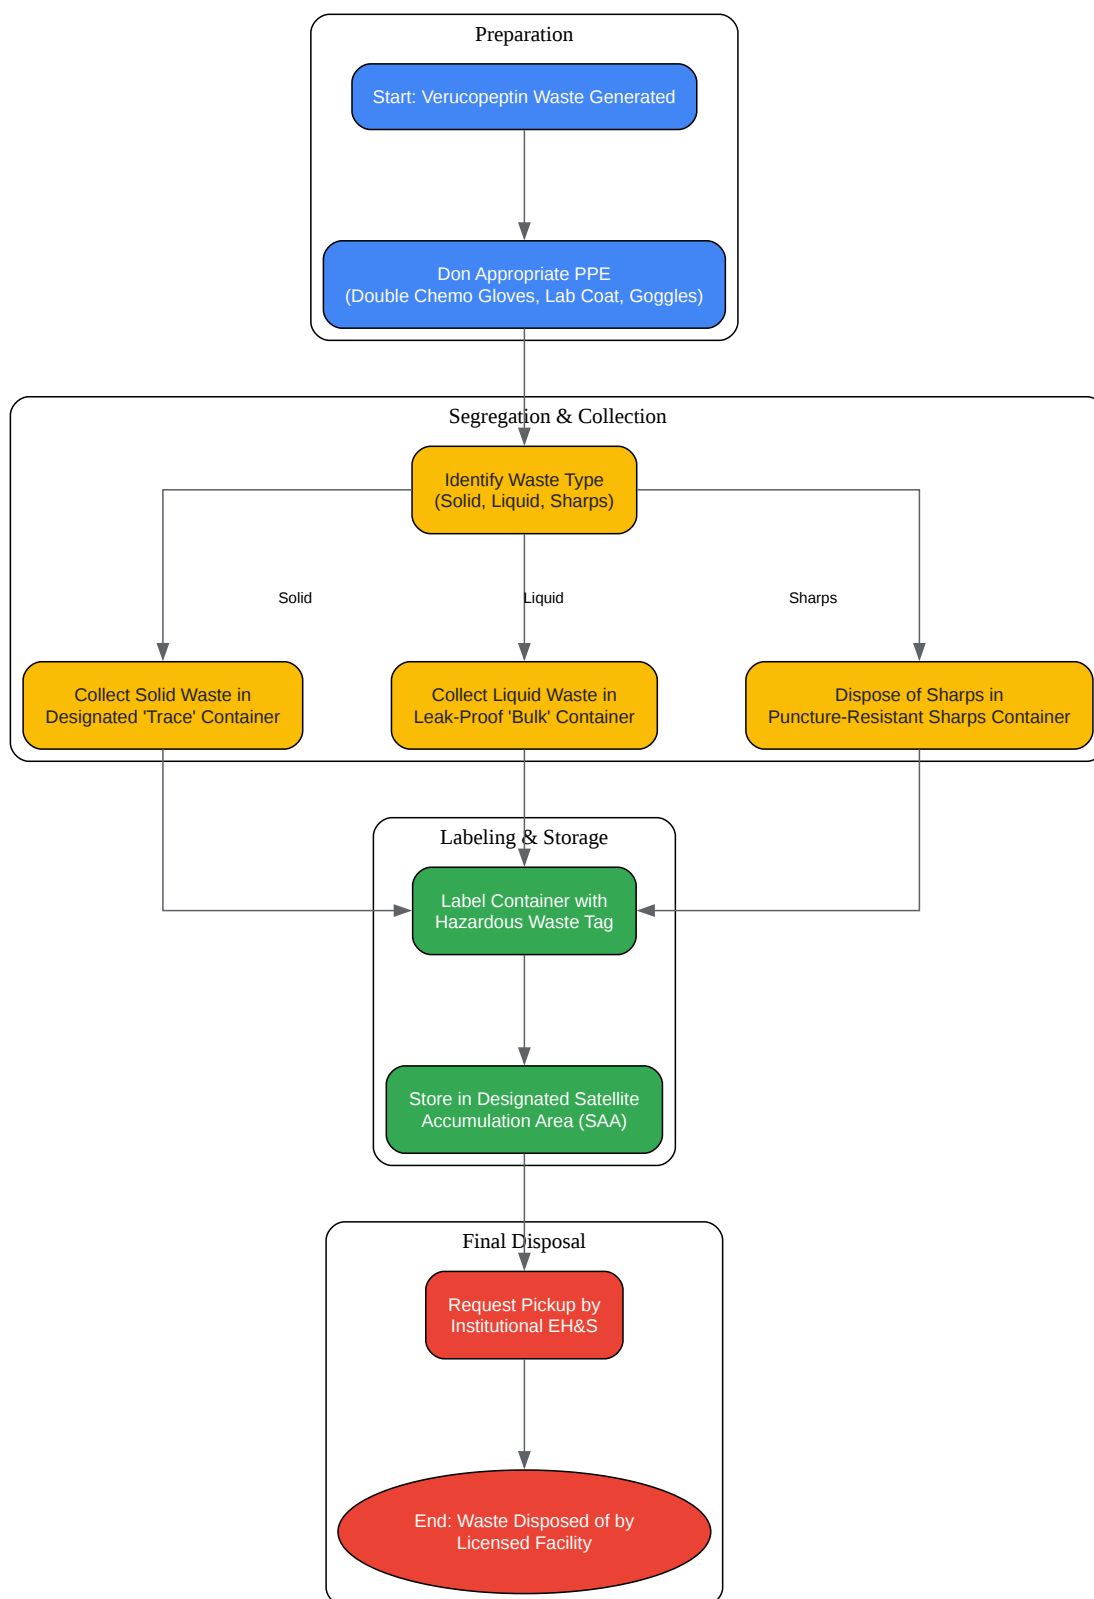 Preparation
Start: Verucopeptin Waste Generated
Don Appropriate PPE
(Double Chemo Gloves, Lab Coat, Goggles)
Segregation & Collection
Identify Waste Type
(Solid, Liquid, Sharps)
Solid
Liquid
Sharps
Collect Solid Waste in
Designated 'Trace' Container
Collect Liquid Waste in
Leak-Proof 'Bulk' Container
Dispose of Sharps in
Puncture-Resistant Sharps Container
Labeling & Storage
Label Container with
Hazardous Waste Tag
Store in Designated Satellite
Accumulation Area (SAA)
Final Disposal
Request Pickup by
Institutional EH&S
End: Waste Disposed of by
Licensed Facility